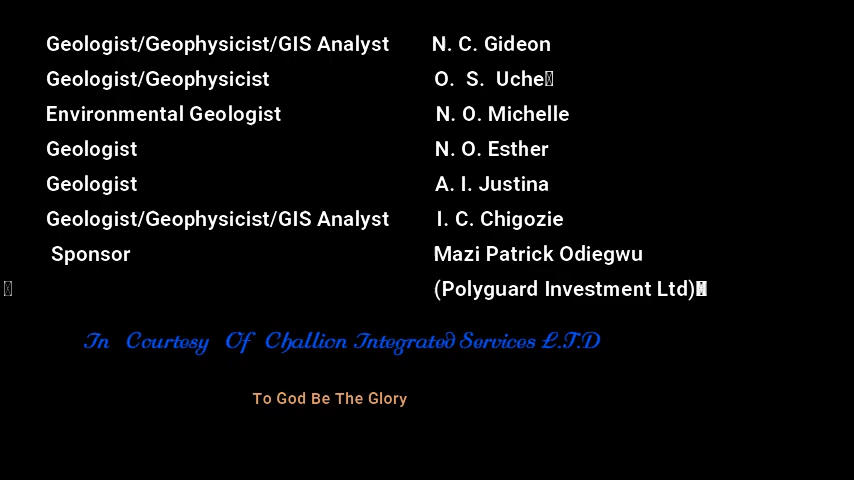 Geologist/Geophysicist/GIS Analyst N. C. Gideon
Geologist/Geophysicist O. S. Uche
Environmental Geologist N. O. Michelle
Geologist N. O. Esther
Geologist A. I. Justina
Geologist/Geophysicist/GIS Analyst I. C. Chigozie
Sponsor Mazi Patrick Odiegwu
(Polyguard Investment Ltd)
In Courtesy Of Challion Integrated Services L.T.D
To God Be The Glory